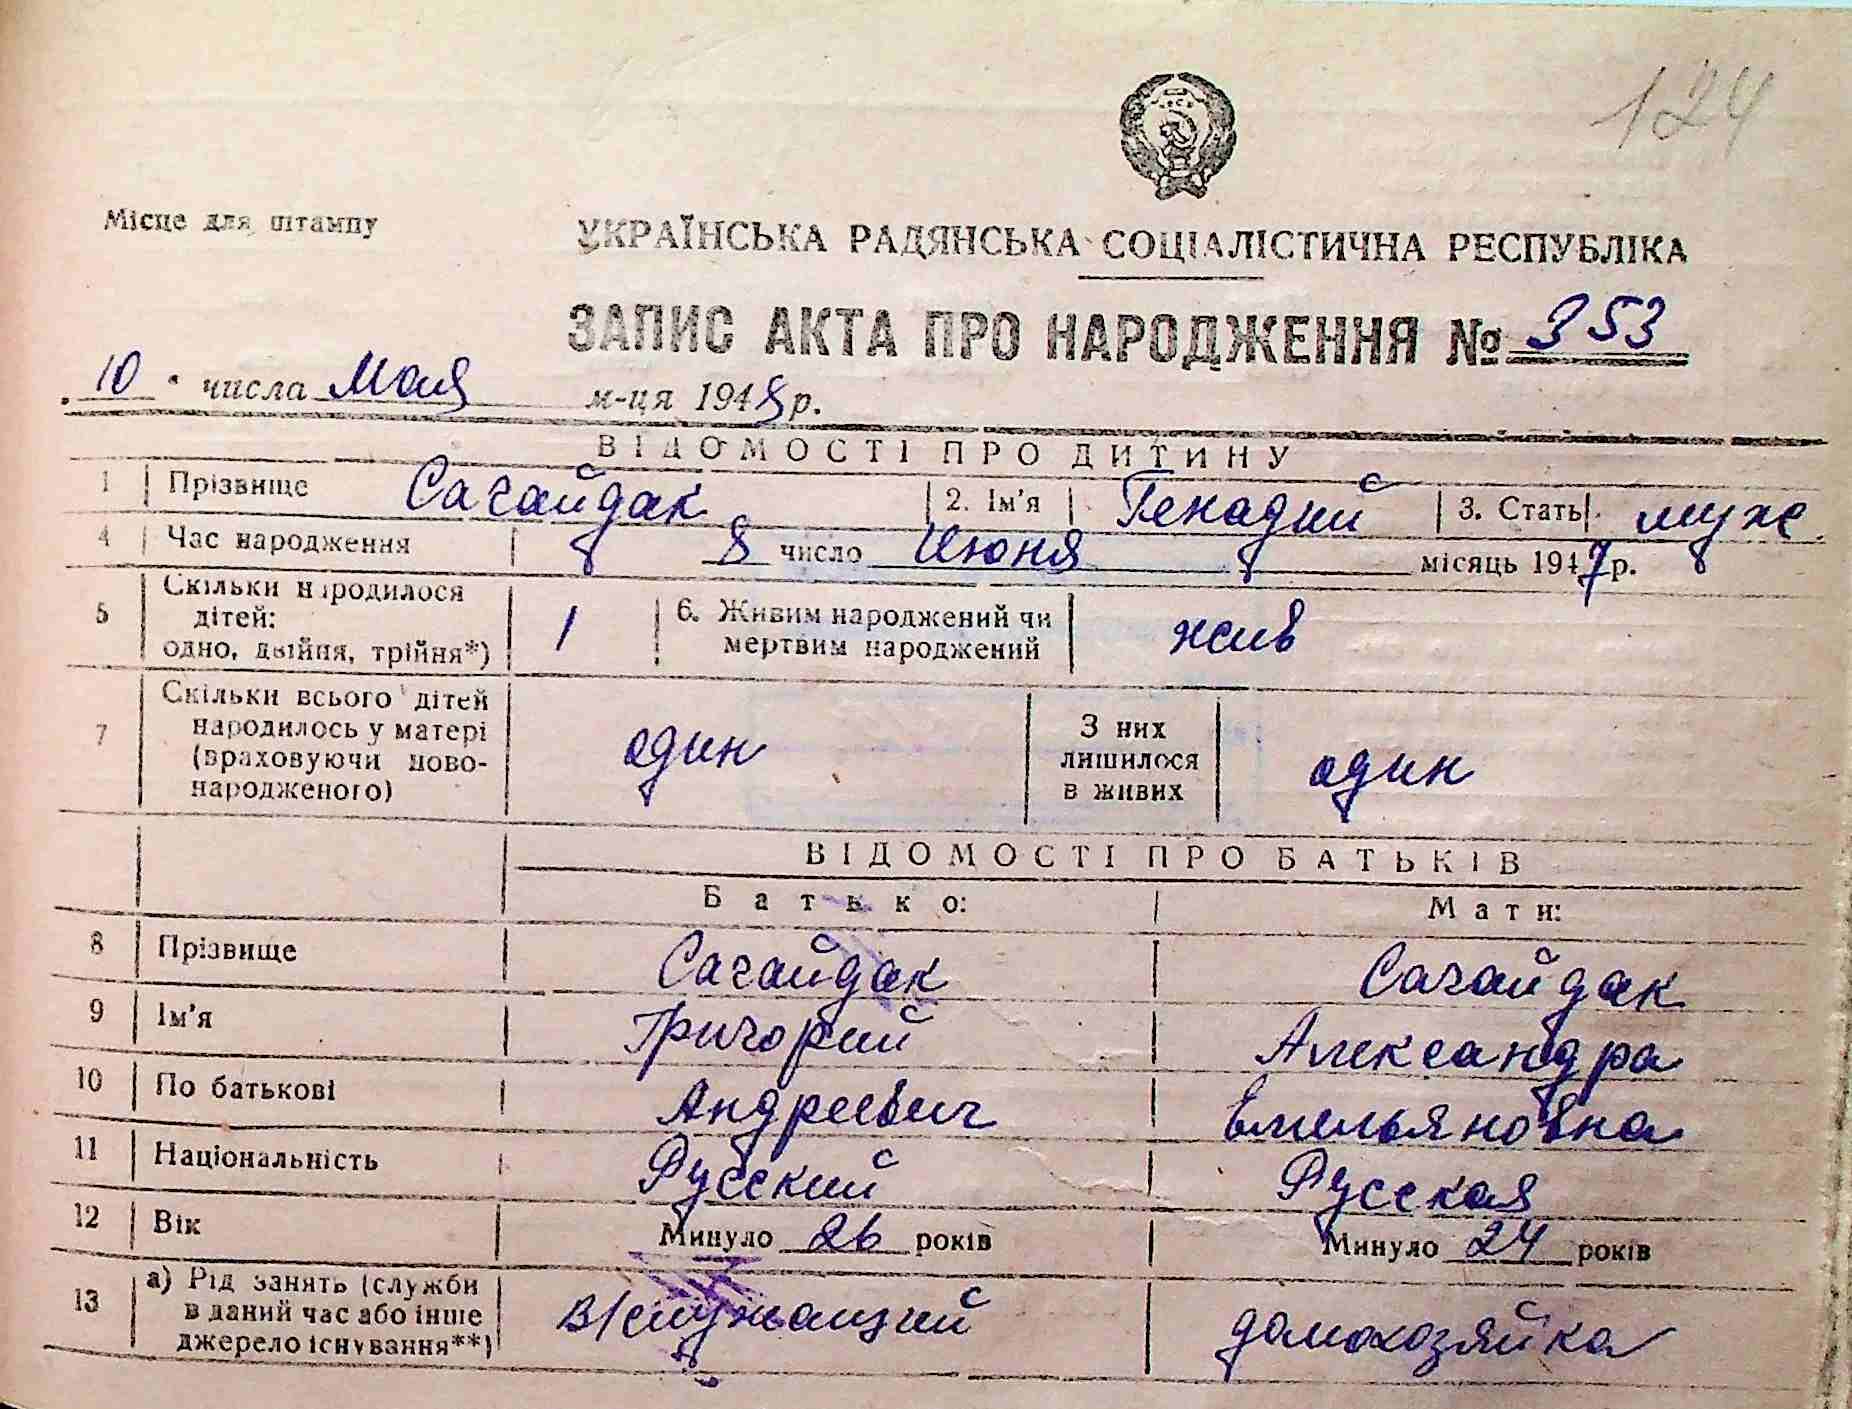 124
Місце для штампу
УКРАЇНСЬКА РАДЯНСЬКА СОЦІАЛІСТИЧНА РЕСПУБЛІКА
ЗАПИС АКТА ПРО НАРОДЖЕННЯ № 353
10 числа Мая м-ця 1948 р.
ВІДОМОСТІ ПРО ДИТИНУ
1 Прізвище Сагайдак 2. Ім'я Генадий 3. Стать муж.
4 Час народження 8 число Июня місяць 1947 р.
5 Скільки народилося
дітей:
одно, двійня, трійня*) 1 6. Живим народжений чи
мертвим народжений жив
7 Скільки всього дітей
народилось у матері
(враховуючи ново-
народженого) один З них
лишилося
в живих один
ВІДОМОСТІ ПРО БАТЬКІВ
Батько: Мати:
8 Прізвище Сагайдак Сагайдак
9 Ім'я Григорий Александра
10 По батькові Андреевич Емельяновна
11 Національність Русский Русская
12 Вік Минуло 26 років Минуло 24 років
13 а) Рід занять (служби
в даний час або інше
джерело існування**) в/служащий домохозяйка